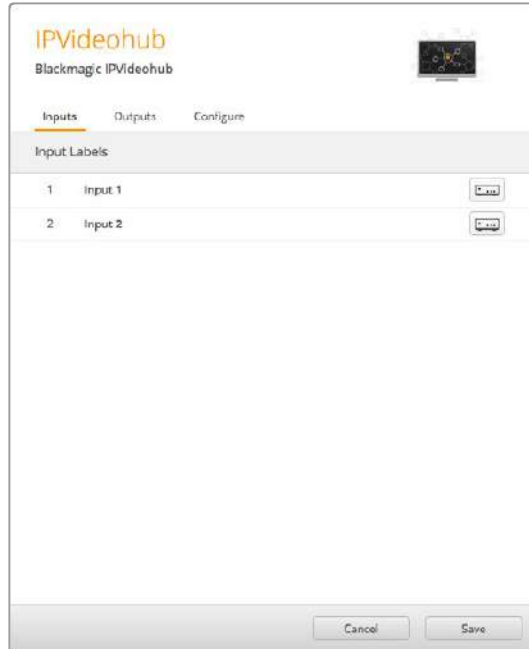 IPVideohub
Blackmagic IPVideohub
Inputs Outputs Configure
Input Labels
1 Input 1
2 Input 2
Cancel Save